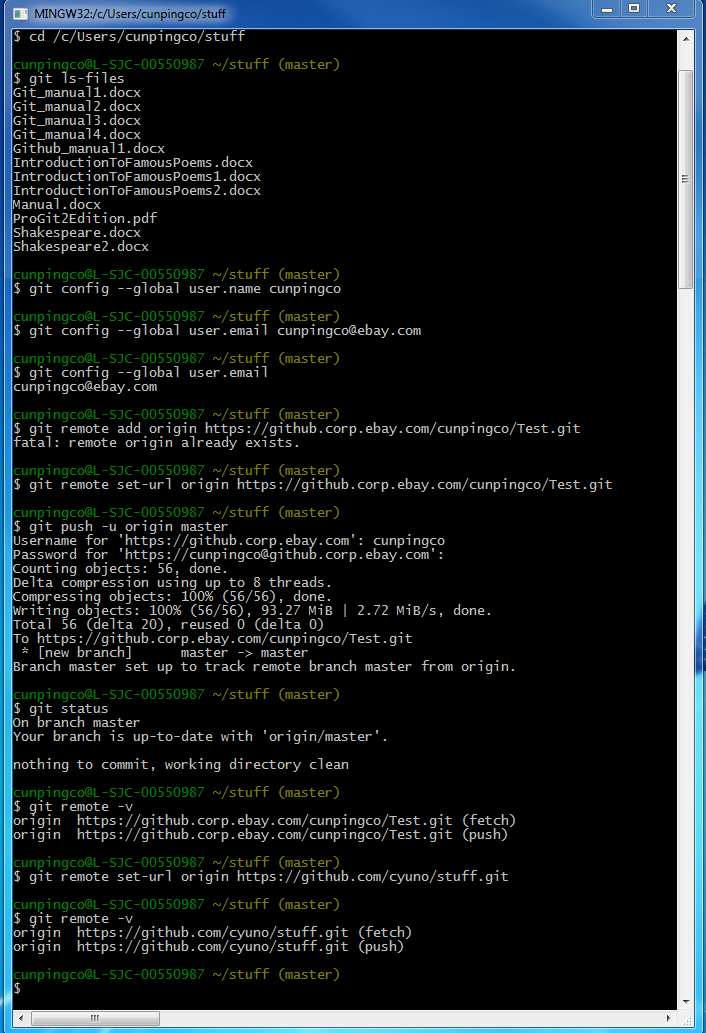 MINGW32:/c/Users/cunpingco/stuff
$ cd /c/Users/cunpingco/stuff
cunpingco@L-SJC-00550987 ~/stuff (master)
$ git ls-files
Git_manual1.docx
Git_manual2.docx
Git_manual3.docx
Git_manual4.docx
Github_manual1.docx
IntroductionToFamousPoems.docx
IntroductionToFamousPoems1.docx
IntroductionToFamousPoems2.docx
Manual.docx
ProGit2Edition.pdf
Shakespeare.docx
Shakespeare2.docx
cunpingco@L-SJC-00550987 ~/stuff (master)
$ git config --global user.name cunpingco
cunpingco@L-SJC-00550987 ~/stuff (master)
$ git config --global user.email cunpingco@ebay.com
cunpingco@L-SJC-00550987 ~/stuff (master)
$ git config --global user.email
cunpingco@ebay.com
cunpingco@L-SJC-00550987 ~/stuff (master)
$ git remote add origin https://github.corp.ebay.com/cunpingco/Test.git
fatal: remote origin already exists.
cunpingco@L-SJC-00550987 ~/stuff (master)
$ git remote set-url origin https://github.corp.ebay.com/cunpingco/Test.git
cunpingco@L-SJC-00550987 ~/stuff (master)
$ git push -u origin master
Username for 'https://github.corp.ebay.com': cunpingco
Password for 'https://cunpingco@github.corp.ebay.com':
Counting objects: 56, done.
Delta compression using up to 8 threads.
Compressing objects: 100% (56/56), done.
Writing objects: 100% (56/56), 93.27 MiB | 2.72 MiB/s, done.
Total 56 (delta 20), reused 0 (delta 0)
To https://github.corp.ebay.com/cunpingco/Test.git
 * [new branch]      master -> master
Branch master set up to track remote branch master from origin.
cunpingco@L-SJC-00550987 ~/stuff (master)
$ git status
On branch master
Your branch is up-to-date with 'origin/master'.
nothing to commit, working directory clean
cunpingco@L-SJC-00550987 ~/stuff (master)
$ git remote -v
origin  https://github.corp.ebay.com/cunpingco/Test.git (fetch)
origin  https://github.corp.ebay.com/cunpingco/Test.git (push)
cunpingco@L-SJC-00550987 ~/stuff (master)
$ git remote set-url origin https://github.com/cyuno/stuff.git
cunpingco@L-SJC-00550987 ~/stuff (master)
$ git remote -v
origin  https://github.com/cyuno/stuff.git (fetch)
origin  https://github.com/cyuno/stuff.git (push)
cunpingco@L-SJC-00550987 ~/stuff (master)
$